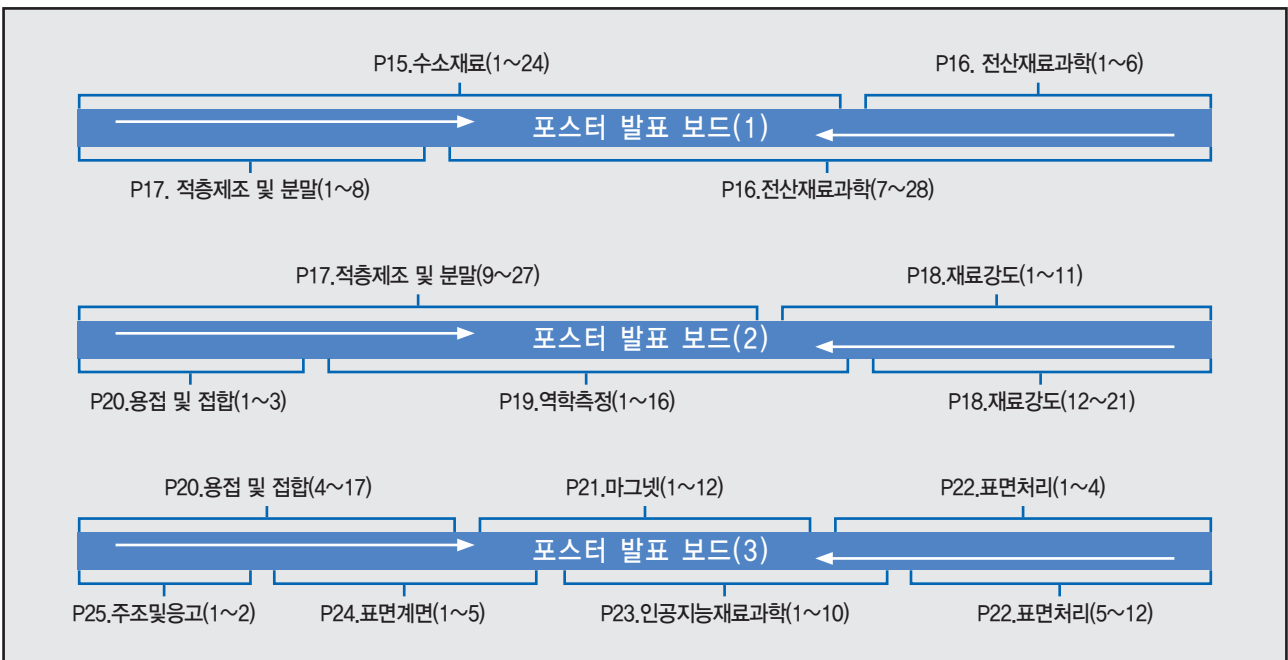 P15.수소재료(1~24)
P16. 전산재료과학(1~6)
포스터 발표 보드(1)
P17. 적층제조 및 분말(1~8)
P16.전산재료과학(7~28)
P17.적층제조 및 분말(9~27)
P18.재료강도(1~11)
포스터 발표 보드(2)
P20.용접 및 접합(1~3)
P19.역학측정(1~16)
P18.재료강도(12~21)
P20.용접 및 접합(4~17)
P21.마그넷(1~12)
P22.표면처리(1~4)
포스터 발표 보드(3)
P25.주조및응고(1~2)
P24.표면계면(1~5)
P23.인공지능재료과학(1~10)
P22.표면처리(5~12)